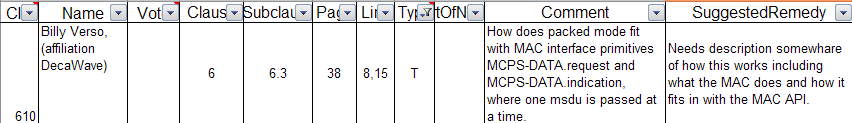 Cl Name Vot Claus Subclau Pag Lin Typ rtOfN Comment SuggestedRemedy
Billy Verso,
(affiliation
DecaWave)
6
6.3
38
8,15
T
How does packed mode fit
with MAC interface primitives
MCPS-DATA.request and
MCPS-DATA.indication,
where one msdu is passed at
a time.
Needs description somewhare
of how this works including
what the MAC does and how it
fits in with the MAC API.
610